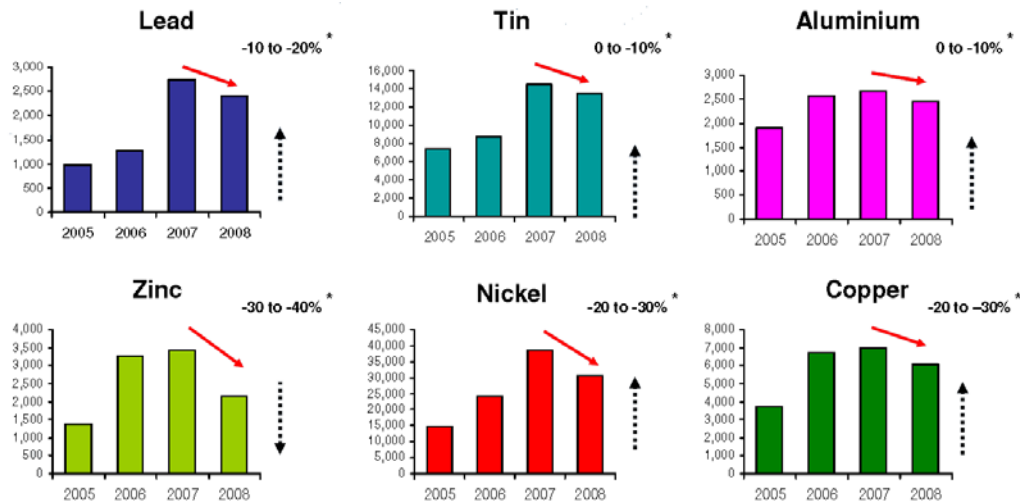 Lead
-10 to -20% *
3,000
2,500
2,000
1,500
1,000
500
0
2005 2006 2007 2008
Tin
0 to -10% *
16,000
14,000
12,000
10,000
8,000
6,000
4,000
2,000
0
2005 2006 2007 2008
Aluminium
0 to -10% *
3,000
2,500
2,000
1,500
1,000
500
0
2005 2006 2007 2008
Zinc
-30 to -40% *
4,000
3,500
3,000
2,500
2,000
1,500
1,000
500
0
2005 2006 2007 2008
Nickel
-20 to -30% *
45,000
40,000
35,000
30,000
25,000
20,000
15,000
10,000
5,000
0
2005 2006 2007 2008
Copper
-20 to –30% *
8,000
7,000
6,000
5,000
4,000
3,000
2,000
1,000
0
2005 2006 2007 2008